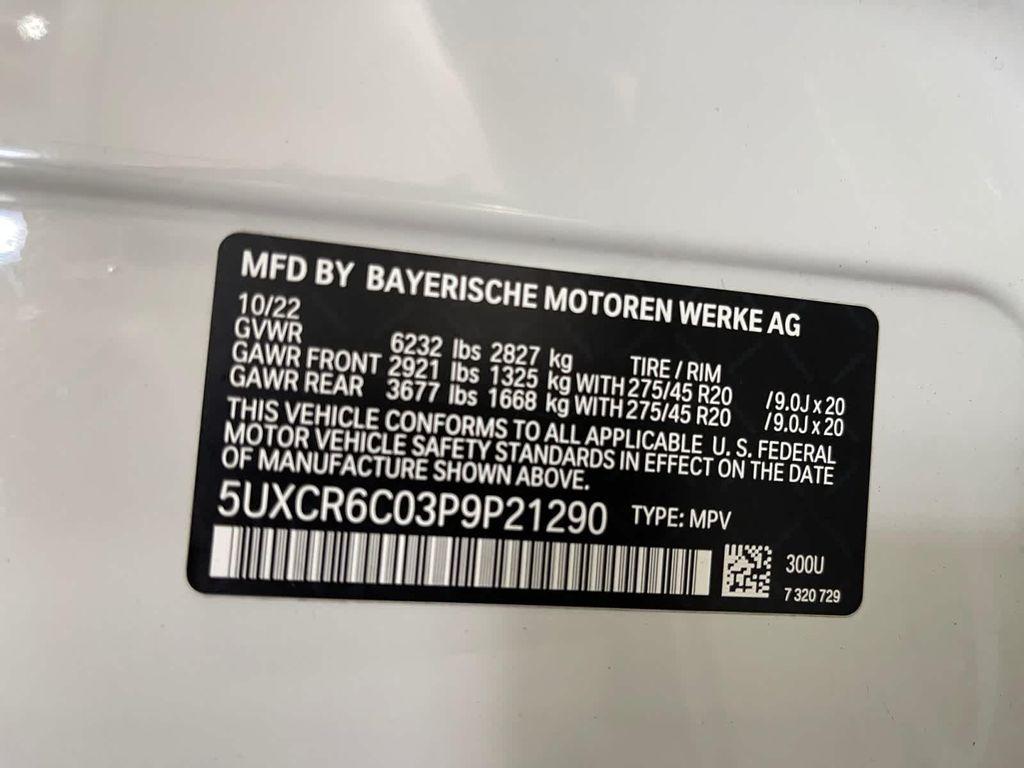 MFD BY BAYERISCHE MOTOREN WERKE AG
10/22
GVWR 6232 lbs 2827 kg TIRE / RIM
GAWR FRONT 2921 lbs 1325 kg WITH 275/45 R20 /9.0J x 20
GAWR REAR 3677 lbs 1668 kg WITH 275/45 R20 /9.0J x 20
THIS VEHICLE CONFORMS TO ALL APPLICABLE U. S. FEDERAL
MOTOR VEHICLE SAFETY STANDARDS IN EFFECT ON THE DATE
OF MANUFACTURE SHOWN ABOVE.
5UXCR6C03P9P21290 TYPE: MPV
300U
7 320 729